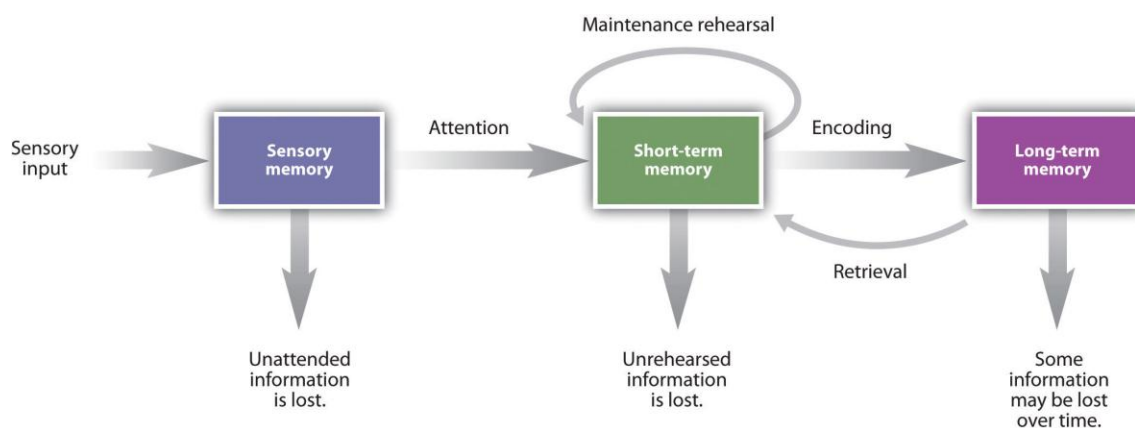 Maintenance rehearsal
Sensory
input
Sensory
memory
Attention
Short-term
memory
Encoding
Long-term
memory
Retrieval
Unattended
information
is lost.
Unrehearsed
information
is lost.
Some
information
may be lost
over time.